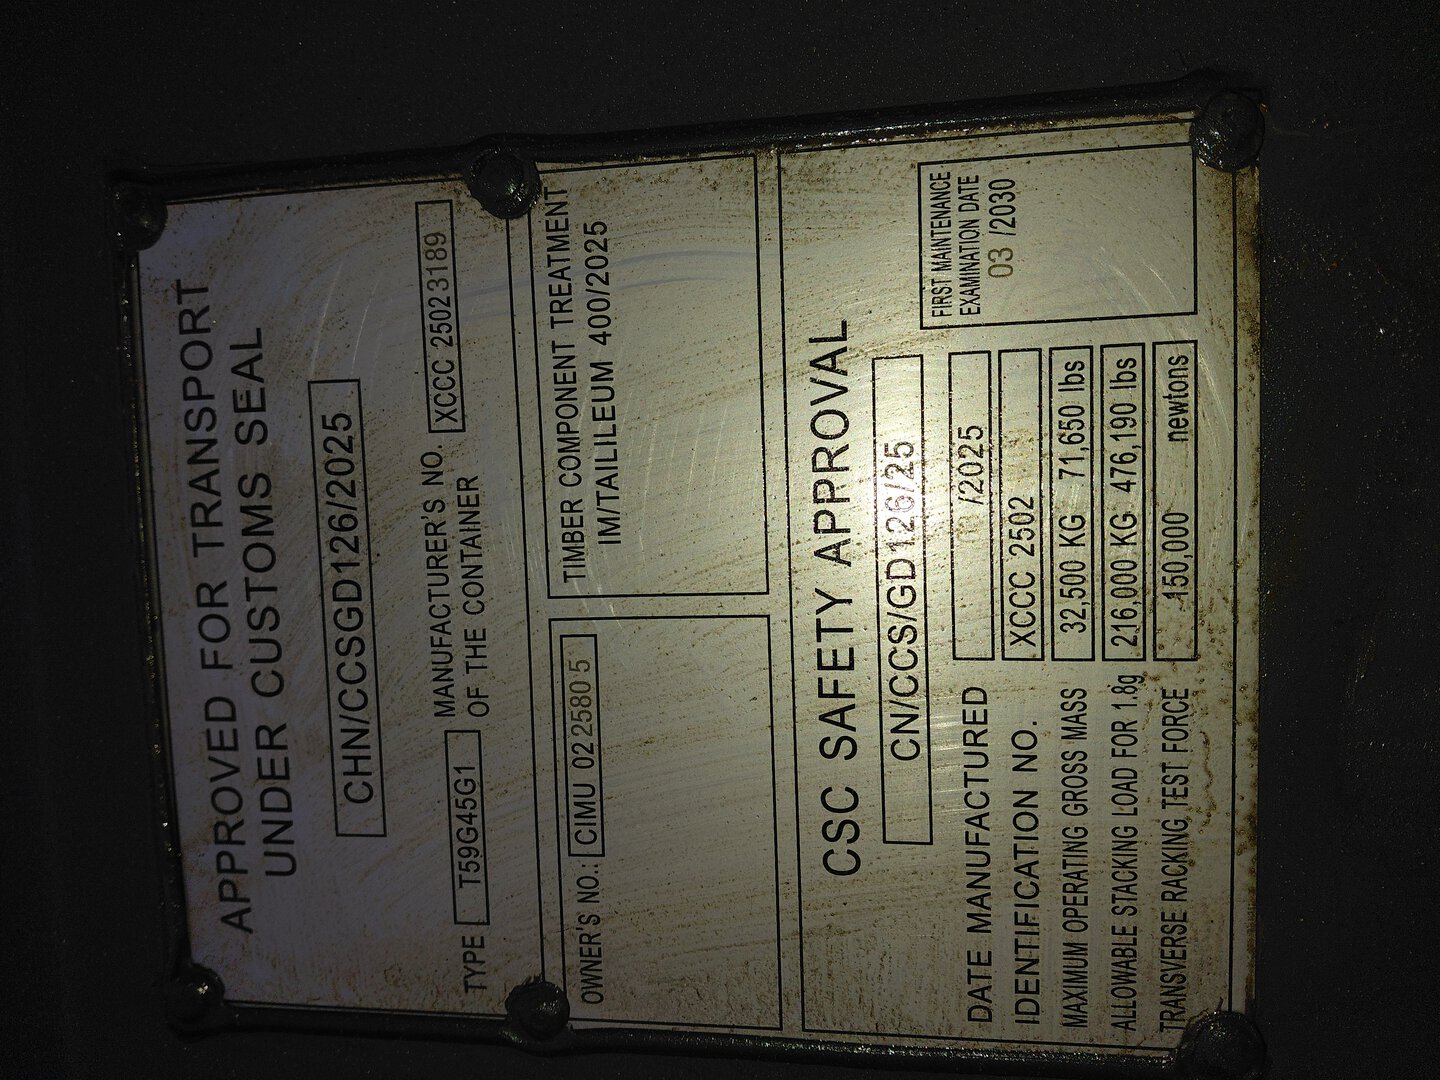 APPROVED FOR TRANSPORT
UNDER CUSTOMS SEAL
CHN/CCSGD126/2025
TYPE T59G45G1 MANUFACTURER'S NO. OF THE CONTAINER XCCC 25023189
OWNER'S NO.: CIMU 02 2580 5
TIMBER COMPONENT TREATMENT
IM/TAILILEUM 400/2025
CSC SAFETY APPROVAL
CN/CCS/GD126/25
DATE MANUFACTURED /2025
IDENTIFICATION NO. XCCC 2502
MAXIMUM OPERATING GROSS MASS 32,500 KG 71,650 lbs
ALLOWABLE STACKING LOAD FOR 1.8g 216,000 KG 476,190 lbs
TRANSVERSE RACKING TEST FORCE 150,000 newtons
FIRST MAINTENANCE
EXAMINATION DATE
03 /2030